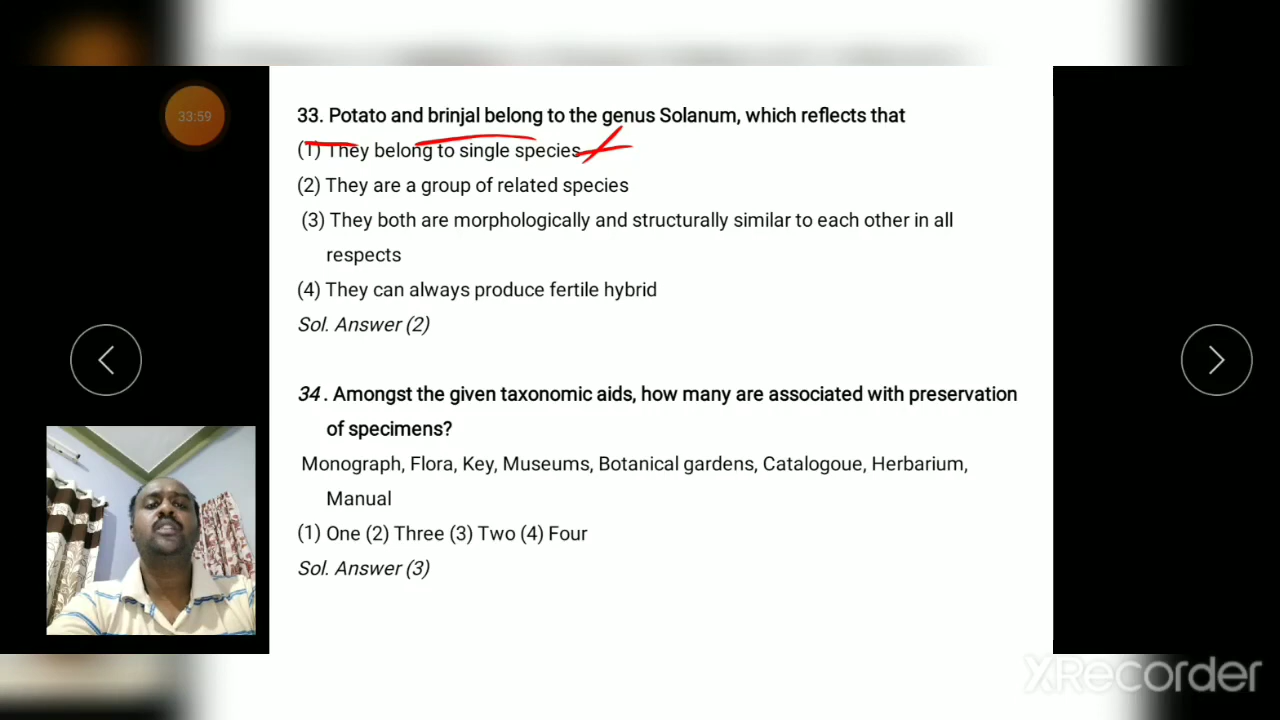 33:59
33. Potato and brinjal belong to the genus Solanum, which reflects that
(1) They belong to single species
(2) They are a group of related species
(3) They both are morphologically and structurally similar to each other in all
respects
(4) They can always produce fertile hybrid
Sol. Answer (2)
34 . Amongst the given taxonomic aids, how many are associated with preservation
of specimens?
Monograph, Flora, Key, Museums, Botanical gardens, Catalogoue, Herbarium,
Manual
(1) One (2) Three (3) Two (4) Four
Sol. Answer (3)
XRecorder